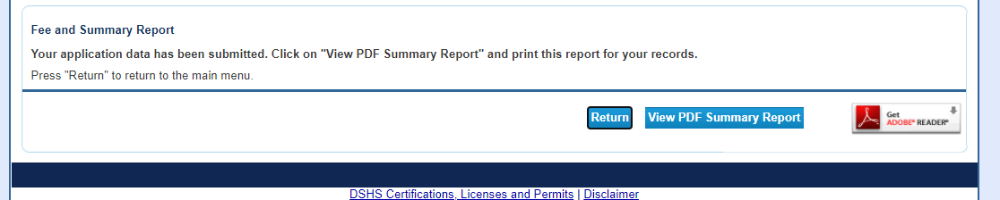 Fee and Summary Report
Your application data has been submitted. Click on "View PDF Summary Report" and print this report for your records.
Press "Return" to return to the main menu.
Return View PDF Summary Report Get
ADOBE® READER®
DSHS Certifications, Licenses and Permits | Disclaimer